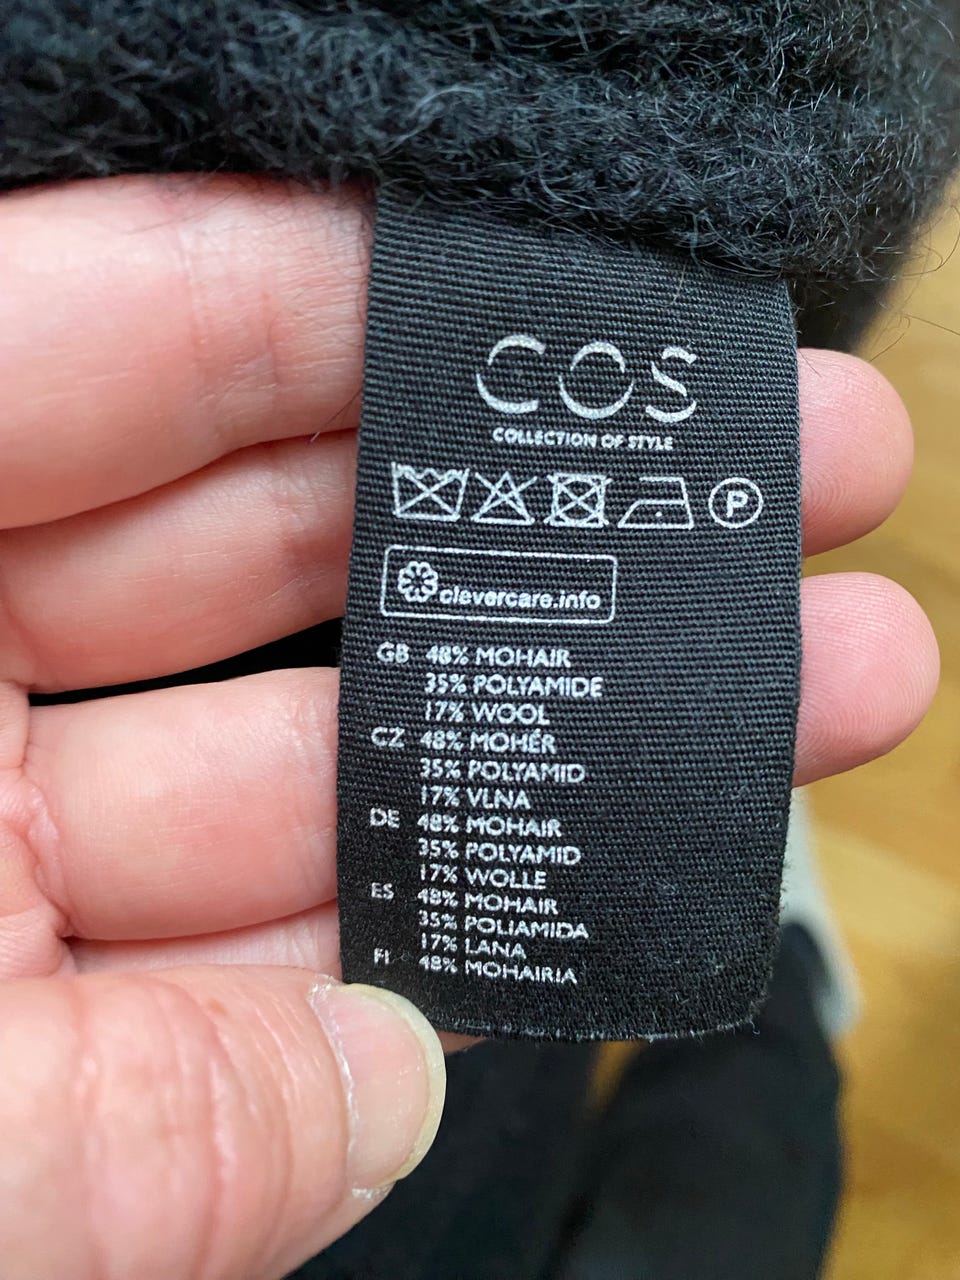 COS
COLLECTION OF STYLE
P
clevercare.info
GB 48% MOHAIR
35% POLYAMIDE
17% WOOL
CZ 48% MOHÉR
35% POLYAMID
17% VLNA
DE 48% MOHAIR
35% POLYAMID
17% WOLLE
ES 48% MOHAIR
35% POLIAMIDA
17% LANA
FI 48% MOHAIRIA